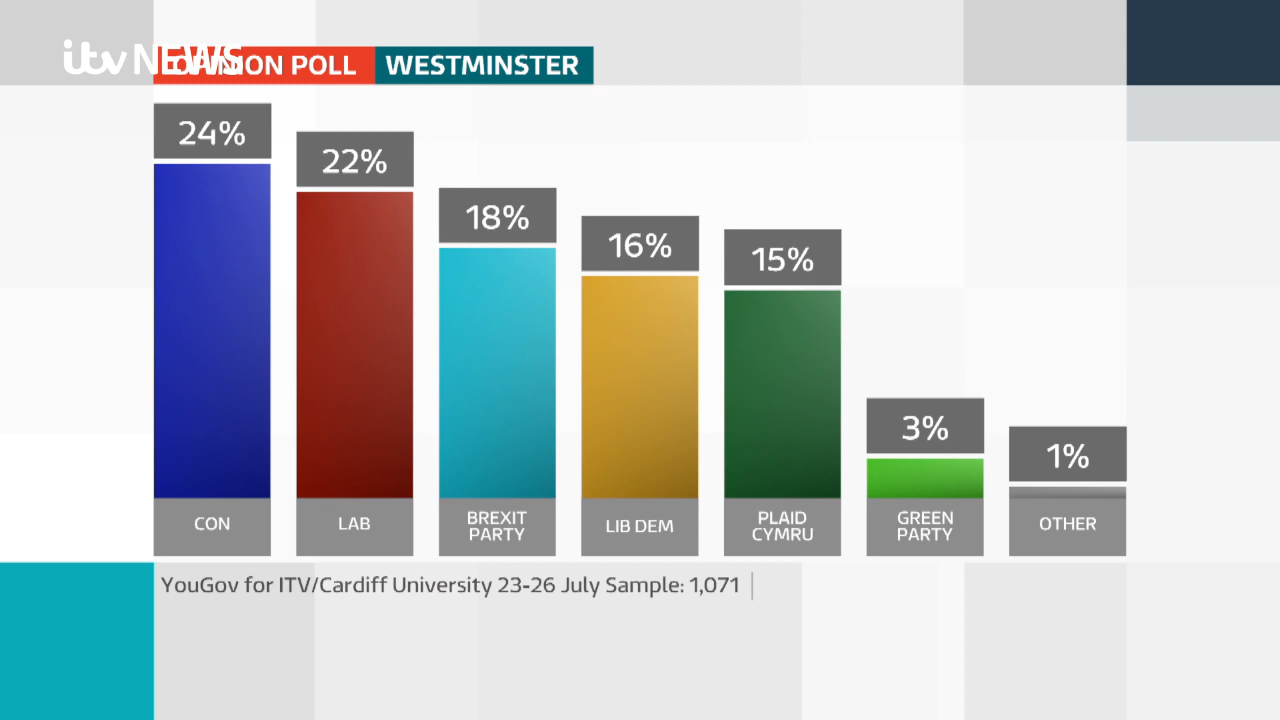 itv NEWS
OPINION POLL WESTMINSTER
24%
22%
18%
16%
15%
3%
1%
CON
LAB
BREXIT
PARTY
LIB DEM
PLAID
CYMRU
GREEN
PARTY
OTHER
YouGov for ITV/Cardiff University 23-26 July Sample: 1,071